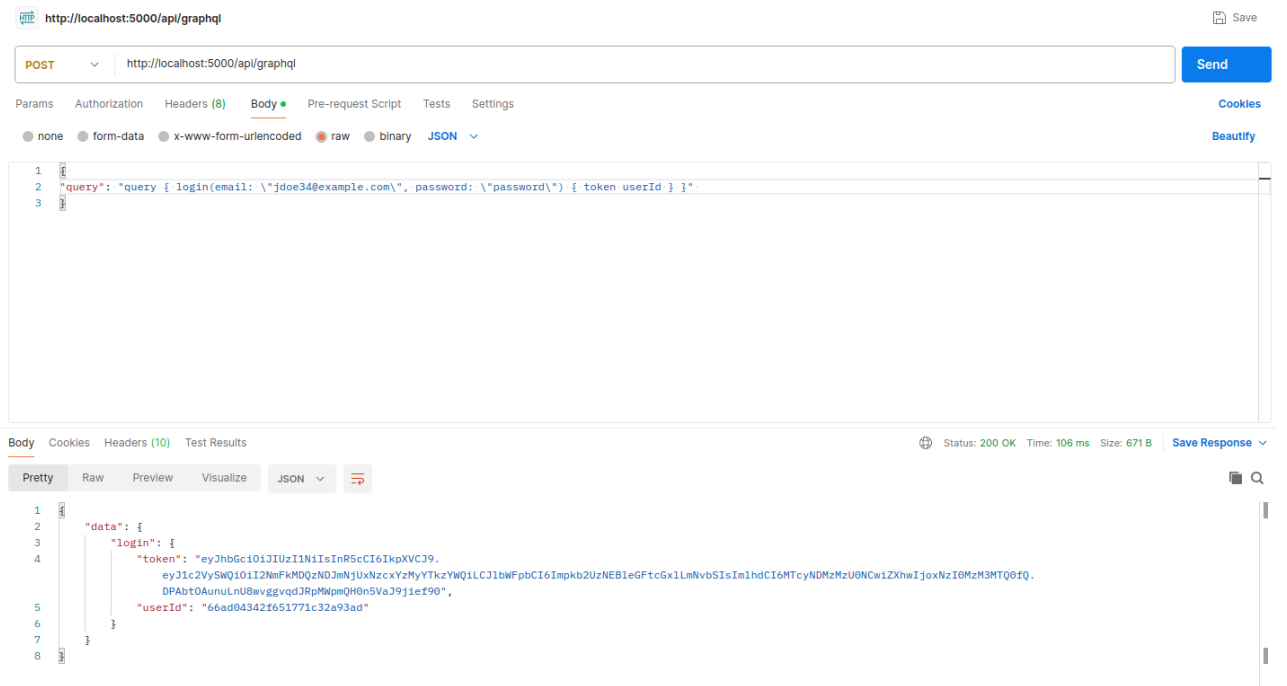 HTTP http://localhost:5000/api/graphql Save
POST http://localhost:5000/api/graphql Send
Params Authorization Headers (8) Body Pre-request Script Tests Settings Cookies
none form-data x-www-form-urlencoded raw binary JSON Beautify
1 {
2 "query": "query { login(email: \"jdoe34@example.com\", password: \"password\") { token userId } }"
3 }
Body Cookies Headers (10) Test Results Status: 200 OK Time: 106 ms Size: 671 B Save Response
Pretty Raw Preview Visualize JSON
1 {
2 "data": {
3 "login": {
4 "token": "eyJhbGciOiJIUzI1NiIsInR5cCI6IkpXVCJ9.
eyJ1c2VySWQiOiI2NmFkMDQzNDJmNjUxNzcxYzMyYTkzYWQiLCJlbWFpbCI6Impkb2UzNEBleGFtcGxlLmNvbSIsImlhdCI6MTcyNDMzMzU0NCwiZXhwIjoxNzI0MzM3MTQ0fQ.
DPAbtOAunuLnU8wvggvqdJRpMWpmQH0n5VaJ9jief90",
5 "userId": "66ad04342f651771c32a93ad"
6 }
7 }
8 }